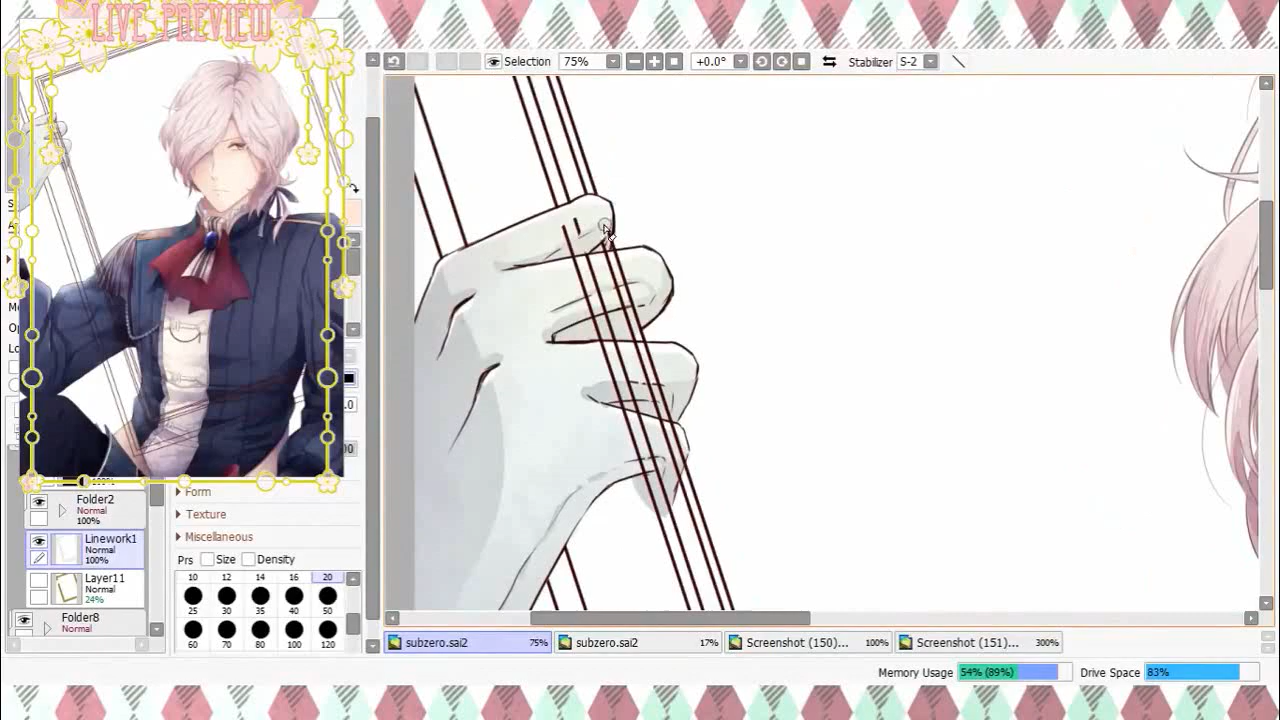 LIVE PREVIEW
Selection 75% +0.0° Stabilizer S-2
Folder2
Normal
100%
Linework1
Normal
100%
Layer11
Normal
24%
Folder8
Normal
Form
Texture
Miscellaneous
Prs Size Density
10 12 14 16 20
25 30 35 40 50
60 70 80 100 120
subzero.sai2 75% subzero.sai2 17% Screenshot (150)... 100% Screenshot (151)... 300%
Memory Usage 54% (89%) Drive Space 83%